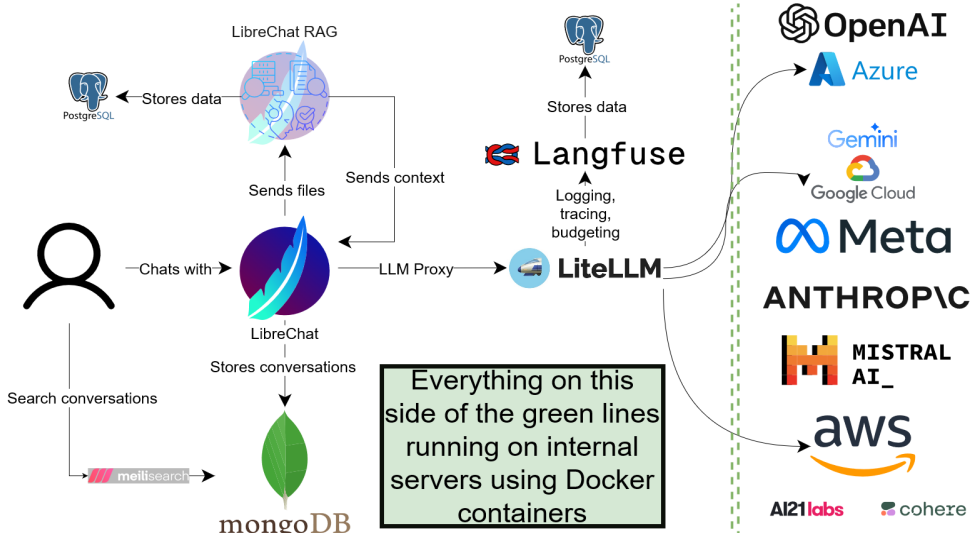 LibreChat RAG
PostgreSQL
Stores data
Sends files
Sends context
Chats with
LibreChat
LLM Proxy
Stores conversations
Search conversations
meilisearch
mongoDB
PostgreSQL
Stores data
Langfuse
Logging,
tracing,
budgeting
LiteLLM
Everything on this
side of the green lines
running on internal
servers using Docker
containers
OpenAI
Azure
Gemini
Google Cloud
Meta
ANTHROP\C
MISTRAL
AI_
aws
AI21labs
cohere